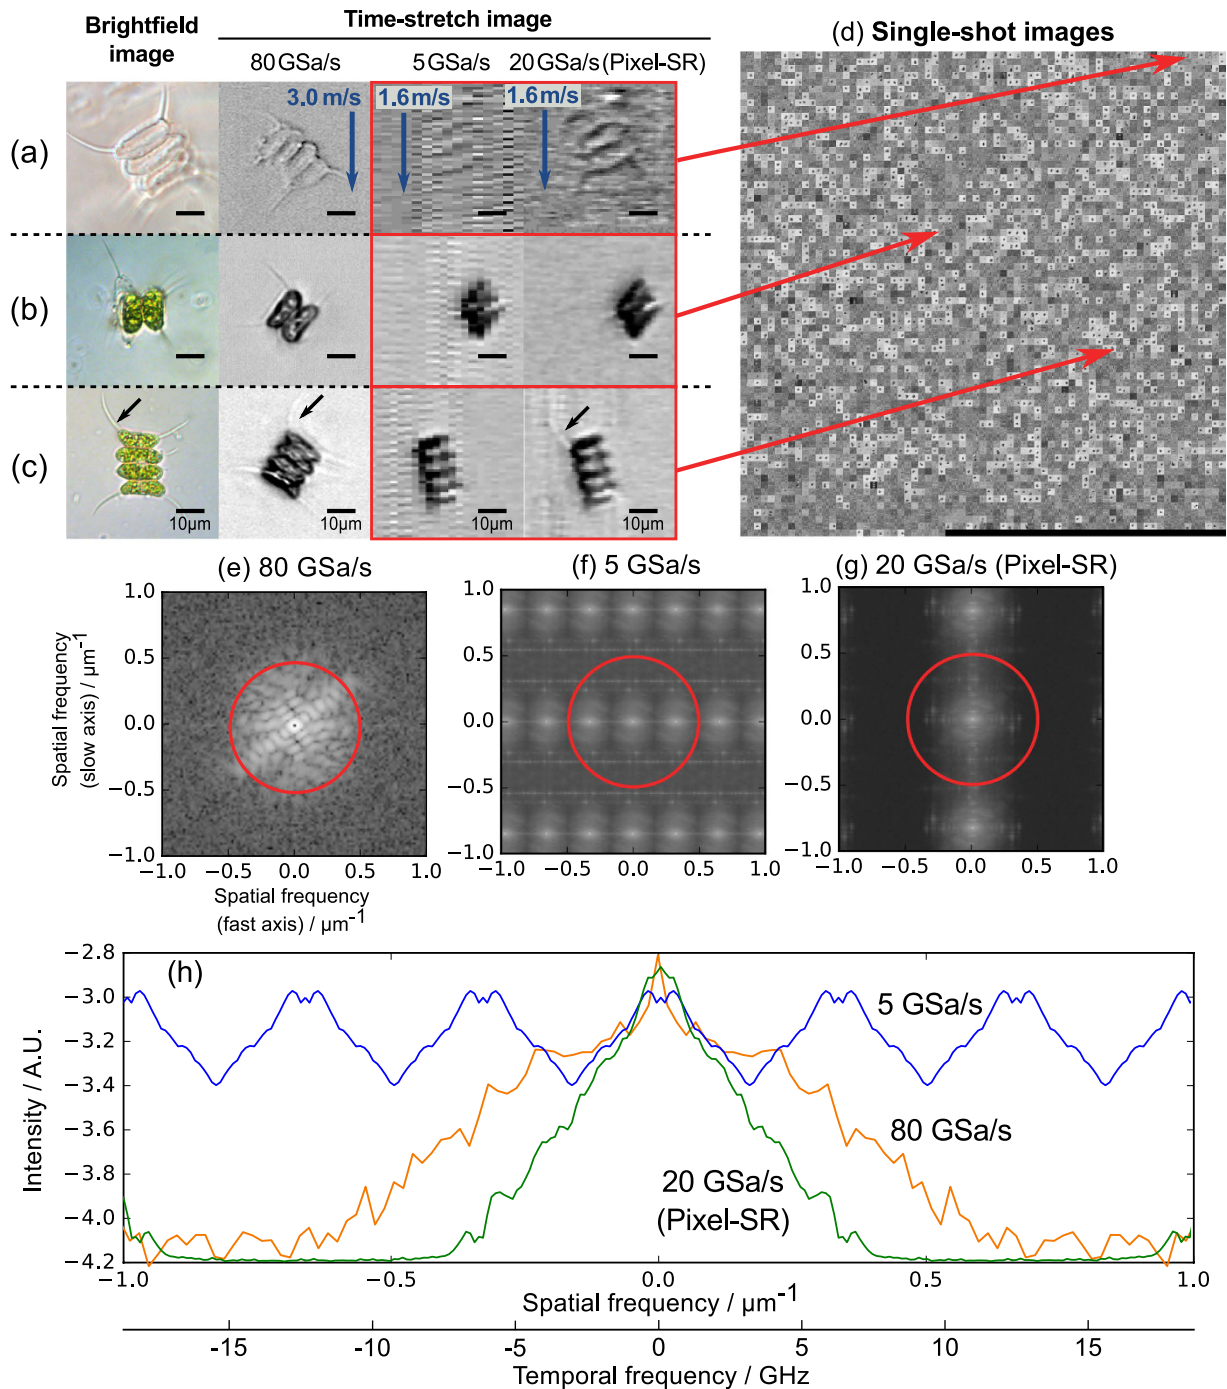 Brightfield
image
Time-stretch image
80 GSa/s
5 GSa/s
20 GSa/s (Pixel-SR)
(d) Single-shot images
3.0 m/s
1.6 m/s
1.6 m/s
(a)
(b)
(c)
10μm
10μm
10μm
10μm
(e) 80 GSa/s
(f) 5 GSa/s
(g) 20 GSa/s (Pixel-SR)
1.0
0.5
0.0
−0.5
−1.0
−1.0 −0.5 0.0 0.5 1.0
Spatial frequency
(slow axis) / μm-1
Spatial frequency
(fast axis) / μm-1
1.0
0.5
0.0
−0.5
−1.0
−1.0 −0.5 0.0 0.5 1.0
1.0
0.5
0.0
−0.5
−1.0
−1.0 −0.5 0.0 0.5 1.0
(h)
−2.8
−3.0
−3.2
−3.4
−3.6
−3.8
−4.0
−4.2
Intensity / A.U.
5 GSa/s
80 GSa/s
20 GSa/s
(Pixel-SR)
−1.0 −0.5 0.0 0.5 1.0
Spatial frequency / μm-1
-15 -10 -5 0 5 10 15
Temporal frequency / GHz